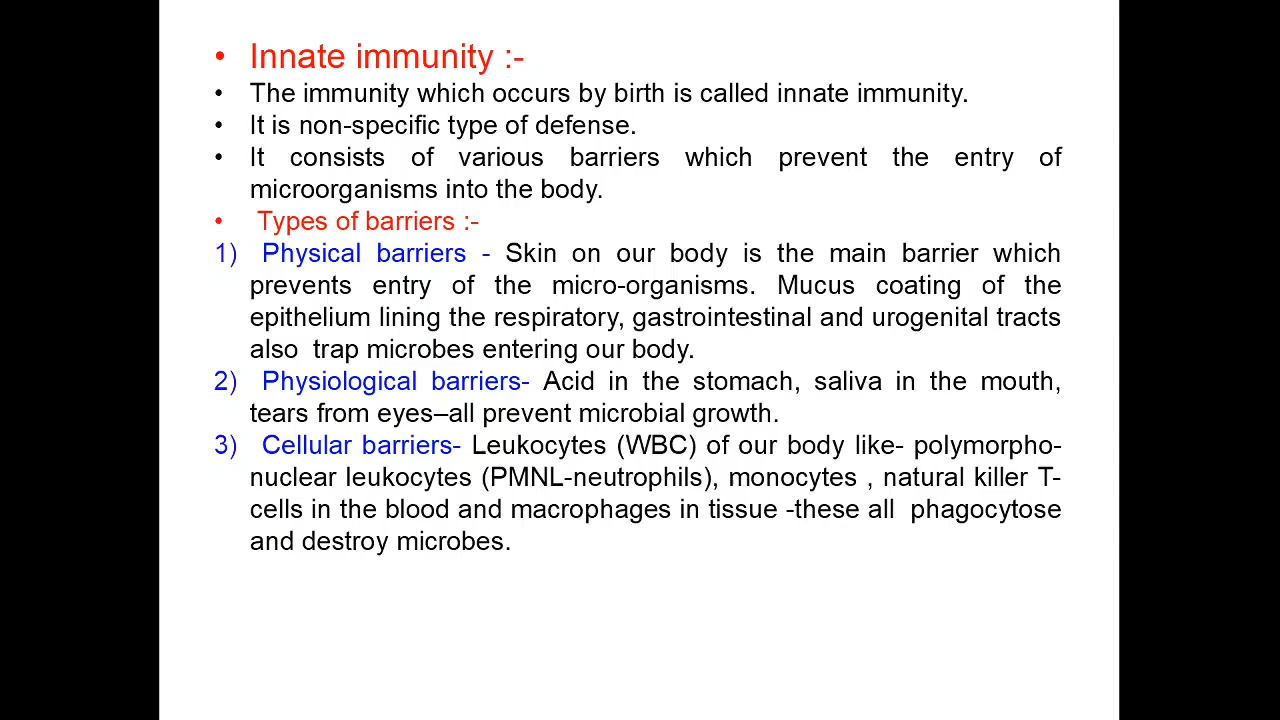 • Innate immunity :-
• The immunity which occurs by birth is called innate immunity.
• It is non-specific type of defense.
• It consists of various barriers which prevent the entry of
microorganisms into the body.
• Types of barriers :-
1) Physical barriers - Skin on our body is the main barrier which
prevents entry of the micro-organisms. Mucus coating of the
epithelium lining the respiratory, gastrointestinal and urogenital tracts
also trap microbes entering our body.
2) Physiological barriers- Acid in the stomach, saliva in the mouth,
tears from eyes–all prevent microbial growth.
3) Cellular barriers- Leukocytes (WBC) of our body like- polymorpho-
nuclear leukocytes (PMNL-neutrophils), monocytes , natural killer T-
cells in the blood and macrophages in tissue -these all phagocytose
and destroy microbes.